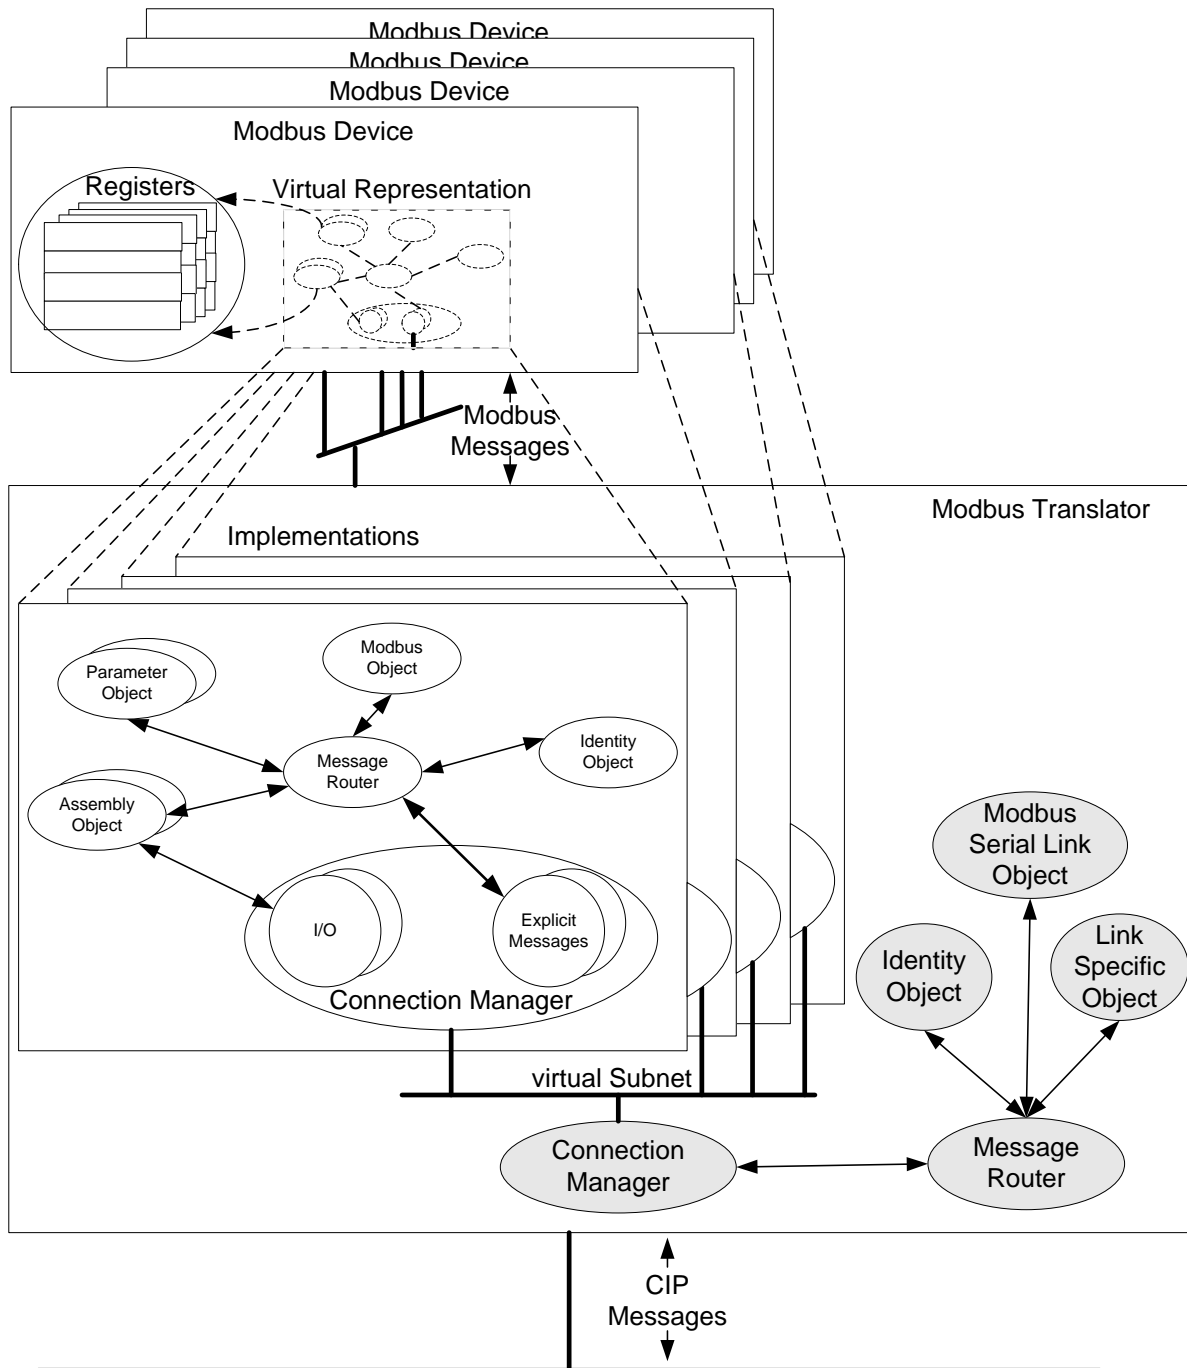 Modbus Device
Modbus Device
Modbus Device
Modbus Device
Registers
Virtual Representation
Modbus
Messages
Modbus Translator
Implementations
Parameter
Object
Modbus
Object
Message
Router
Identity
Object
Assembly
Object
I/O
Explicit
Messages
Connection Manager
Modbus
Serial Link
Object
Identity
Object
Link
Specific
Object
virtual Subnet
Connection
Manager
Message
Router
CIP
Messages